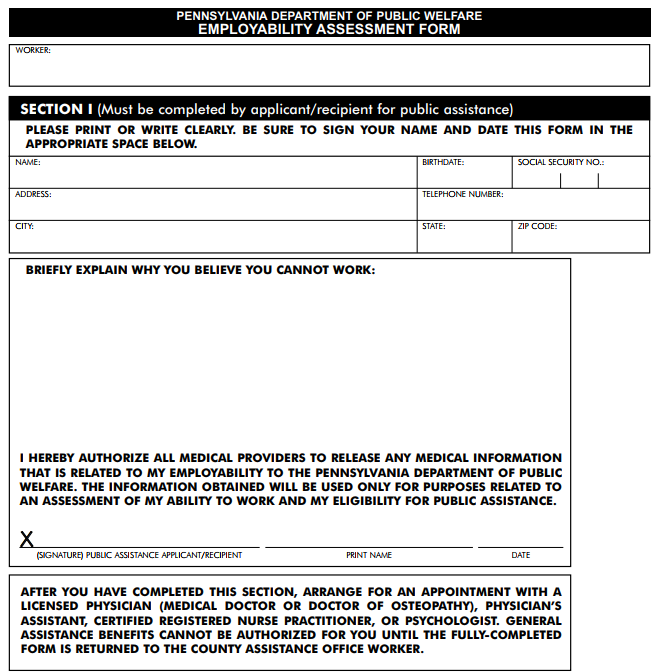 PENNSYLVANIA DEPARTMENT OF PUBLIC WELFARE
EMPLOYABILITY ASSESSMENT FORM
WORKER:
SECTION I (Must be completed by applicant/recipient for public assistance)
PLEASE PRINT OR WRITE CLEARLY. BE SURE TO SIGN YOUR NAME AND DATE THIS FORM IN THE
APPROPRIATE SPACE BELOW.
NAME: BIRTHDATE: SOCIAL SECURITY NO.:
ADDRESS: TELEPHONE NUMBER:
CITY: STATE: ZIP CODE:
BRIEFLY EXPLAIN WHY YOU BELIEVE YOU CANNOT WORK:
I HEREBY AUTHORIZE ALL MEDICAL PROVIDERS TO RELEASE ANY MEDICAL INFORMATION
THAT IS RELATED TO MY EMPLOYABILITY TO THE PENNSYLVANIA DEPARTMENT OF PUBLIC
WELFARE. THE INFORMATION OBTAINED WILL BE USED ONLY FOR PURPOSES RELATED TO
AN ASSESSMENT OF MY ABILITY TO WORK AND MY ELIGIBILITY FOR PUBLIC ASSISTANCE.
X
(SIGNATURE) PUBLIC ASSISTANCE APPLICANT/RECIPIENT PRINT NAME DATE
AFTER YOU HAVE COMPLETED THIS SECTION, ARRANGE FOR AN APPOINTMENT WITH A
LICENSED PHYSICIAN (MEDICAL DOCTOR OR DOCTOR OF OSTEOPATHY), PHYSICIAN'S
ASSISTANT, CERTIFIED REGISTERED NURSE PRACTITIONER, OR PSYCHOLOGIST. GENERAL
ASSISTANCE BENEFITS CANNOT BE AUTHORIZED FOR YOU UNTIL THE FULLY-COMPLETED
FORM IS RETURNED TO THE COUNTY ASSISTANCE OFFICE WORKER.